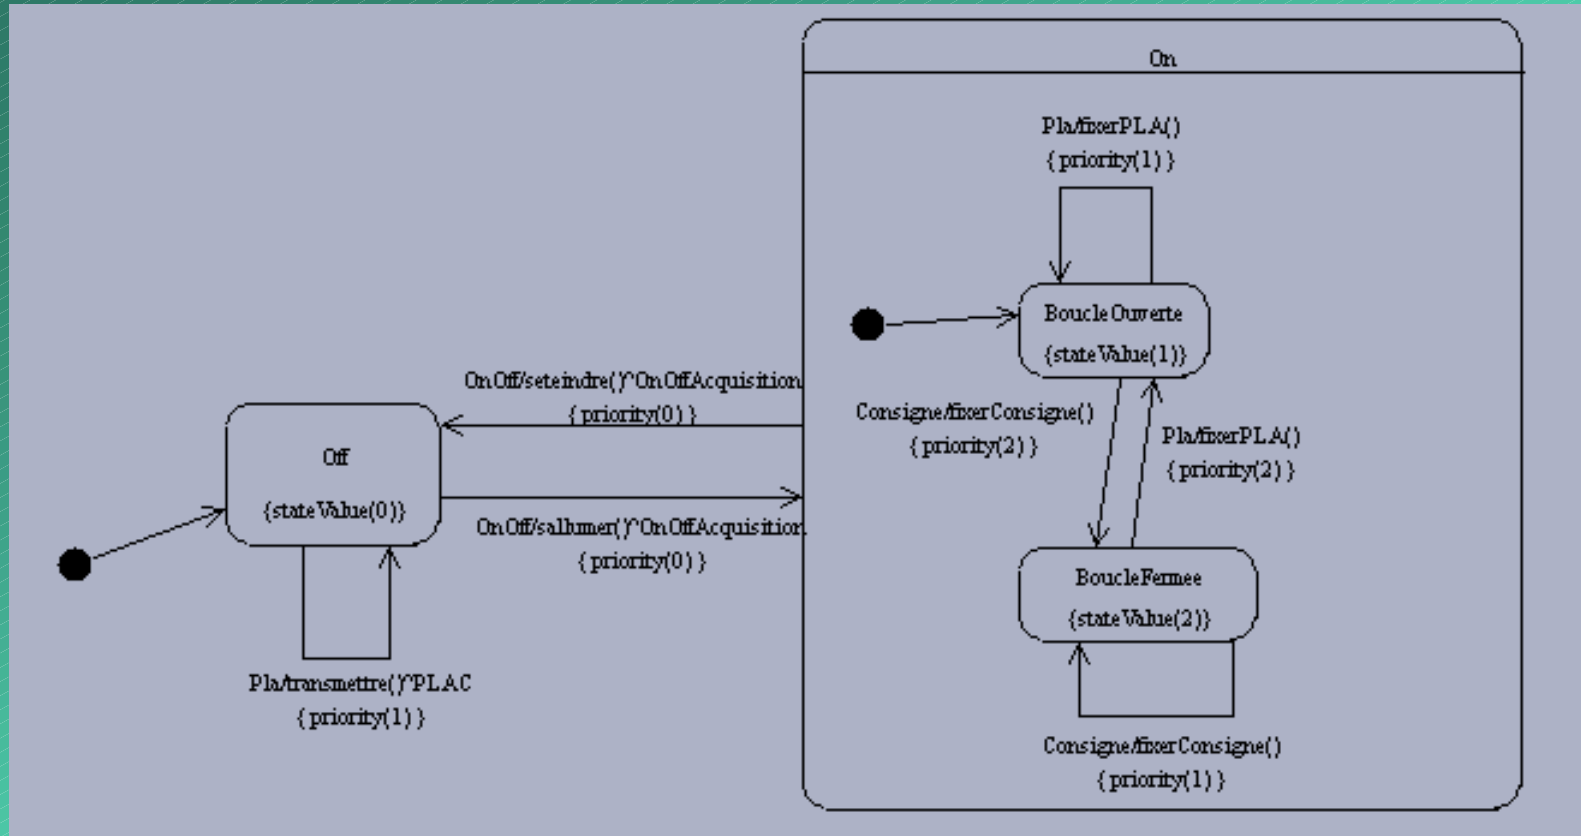 On
Pla/fixerPLA()
{priority(1)}
BoucleOuverte
{stateValue(1)}
OnOff/seteindre()^OnOffAcquisition
{priority(0)}
Consigne/fixerConsigne()
{priority(2)}
Pla/fixerPLA()
{priority(2)}
Off
{stateValue(0)}
OnOff/sallumer()^OnOffAcquisition
{priority(0)}
BoucleFermee
{stateValue(2)}
Pla/transmettre()^PLAC
{priority(1)}
Consigne/fixerConsigne()
{priority(1)}